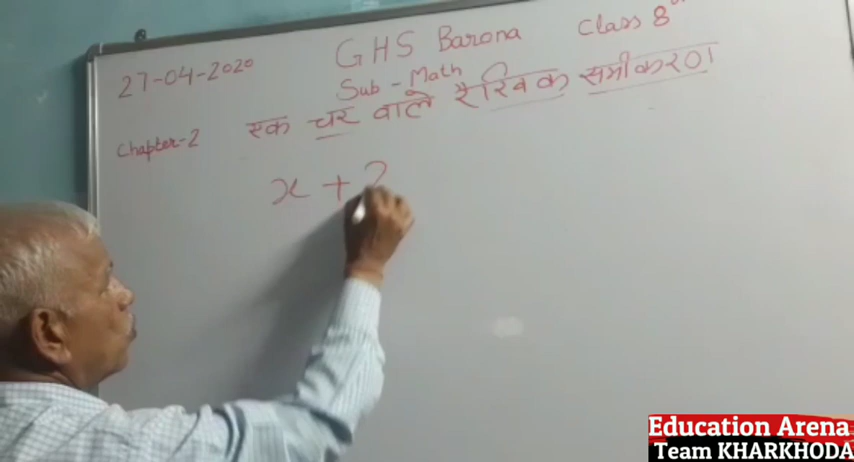 27-04-2020 GHS Barona Class 8th
Sub - Math
Chapter-2 एक चर वाले रैखिक समीकरण
x +
Education Arena
Team KHARKHODA